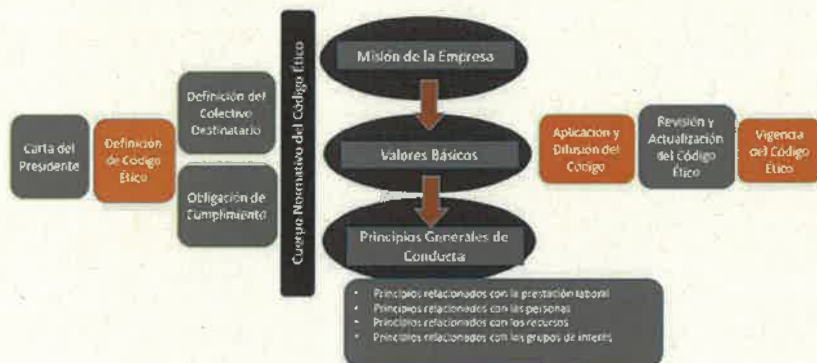 Carta del
Presidente
Definición
de Código
Ético
Definición del
Colectivo
Destinatario
Obligación de
Cumplimiento
Cuerpo Normativo del Código Ético
Misión de la Empresa
Valores Básicos
Principios Generales de
Conducta
• Principios relacionados con la prestación laboral
• Principios relacionados con las personas
• Principios relacionados con los recursos
• Principios relacionados con los grupos de interés
Aplicación y
Difusión del
Código
Revisión y
Actualización
del Código
Ético
Vigencia
del Código
Ético